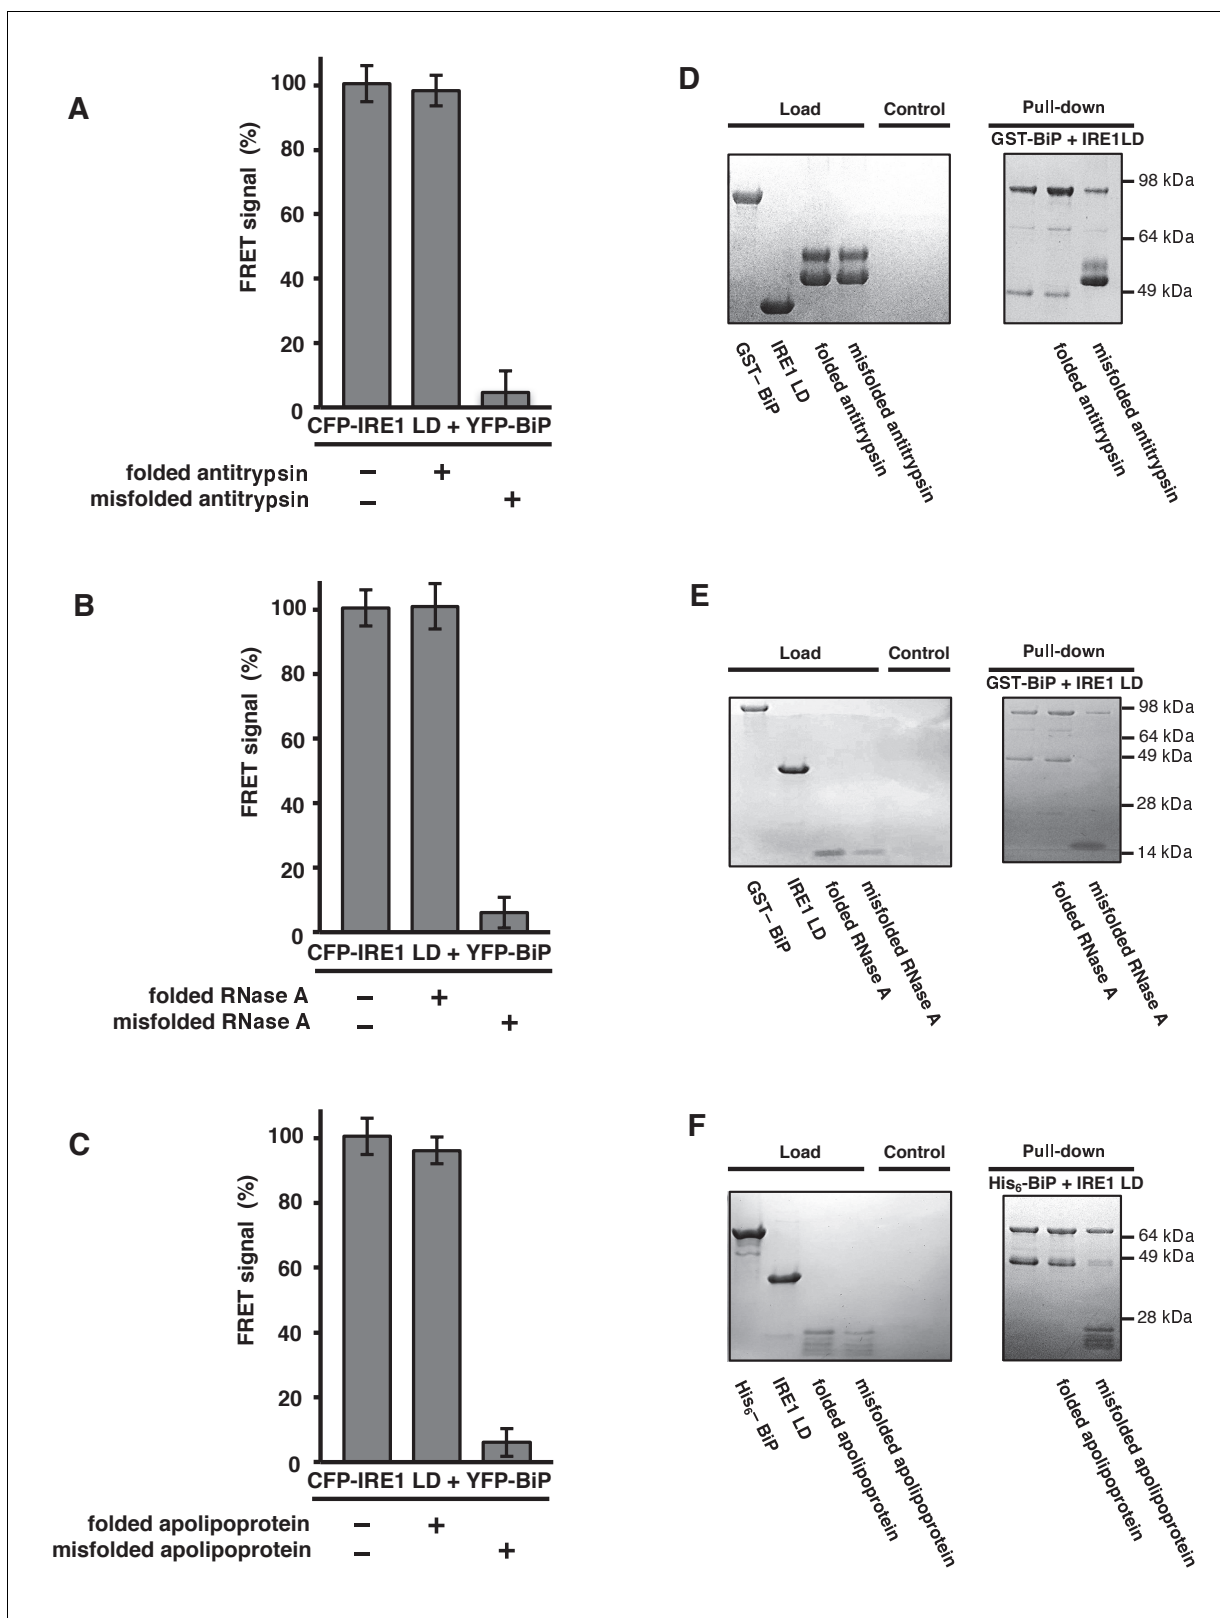 A
FRET signal (%)
100
80
60
40
20
0
CFP-IRE1 LD + YFP-BiP
folded antitrypsin – +
misfolded antitrypsin – +
B
FRET signal (%)
100
80
60
40
20
0
CFP-IRE1 LD + YFP-BiP
folded RNase A – +
misfolded RNase A – +
C
FRET signal (%)
100
80
60
40
20
0
CFP-IRE1 LD + YFP-BiP
folded apolipoprotein – +
misfolded apolipoprotein – +
D
Load
Control
Pull-down
GST-BiP + IRE1LD
98 kDa
64 kDa
49 kDa
GST– BiP
IRE1 LD
folded antitrypsin
misfolded antitrypsin
folded antitrypsin
misfolded antitrypsin
E
Load
Control
Pull-down
GST-BiP + IRE1 LD
98 kDa
64 kDa
49 kDa
28 kDa
14 kDa
GST– BiP
IRE1 LD
folded RNase A
misfolded RNase A
folded RNase A
misfolded RNase A
F
Load
Control
Pull-down
His₆-BiP + IRE1 LD
64 kDa
49 kDa
28 kDa
His₆– BiP
IRE1 LD
folded apolipoprotein
misfolded apolipoprotein
folded apolipoprotein
misfolded apolipoprotein